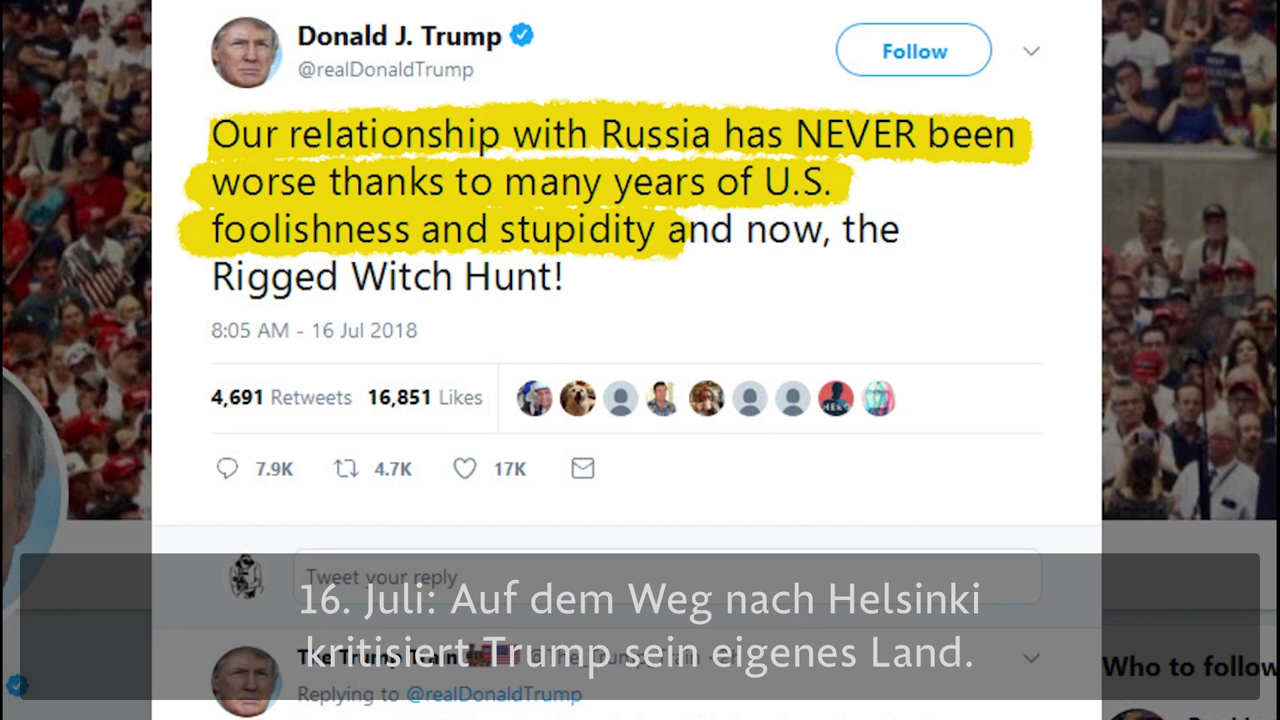 Donald J. Trump
@realDonaldTrump
Follow
Our relationship with Russia has NEVER been
worse thanks to many years of U.S.
foolishness and stupidity and now, the
Rigged Witch Hunt!
8:05 AM - 16 Jul 2018
4,691 Retweets 16,851 Likes
7.9K 4.7K 17K
Tweet your reply
16. Juli: Auf dem Weg nach Helsinki
kritisiert Trump sein eigenes Land.
The Trump Train
Who to follow
Replying to @realDonaldTrump